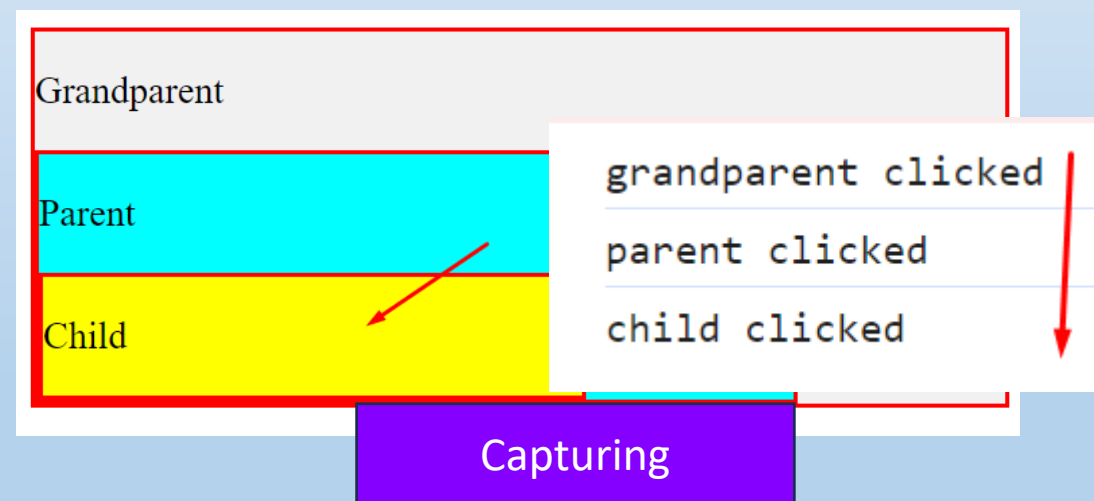 Grandparent
Parent
Child
grandparent clicked
parent clicked
child clicked
Capturing